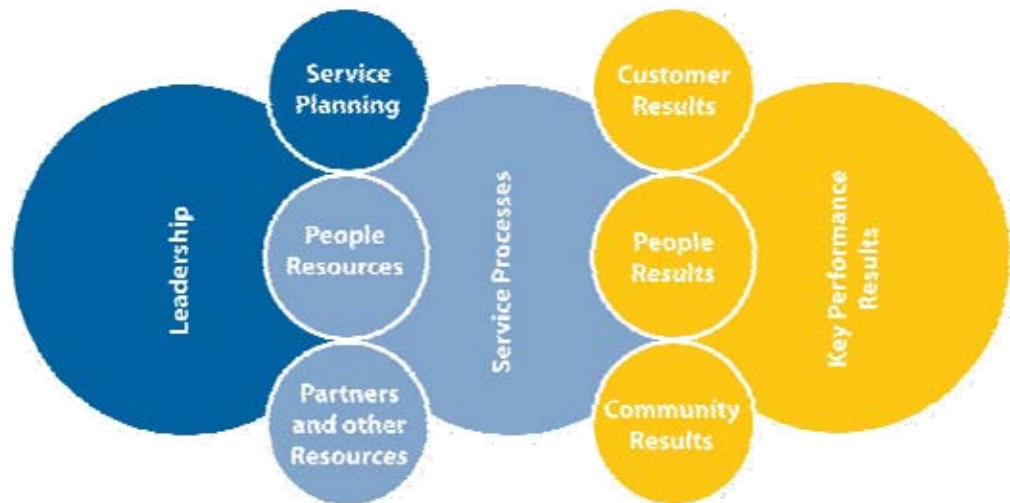 Leadership
Service
Planning
People
Resources
Partners
and other
Resources
Service Processes
Customer
Results
People
Results
Community
Results
Key Performance
Results